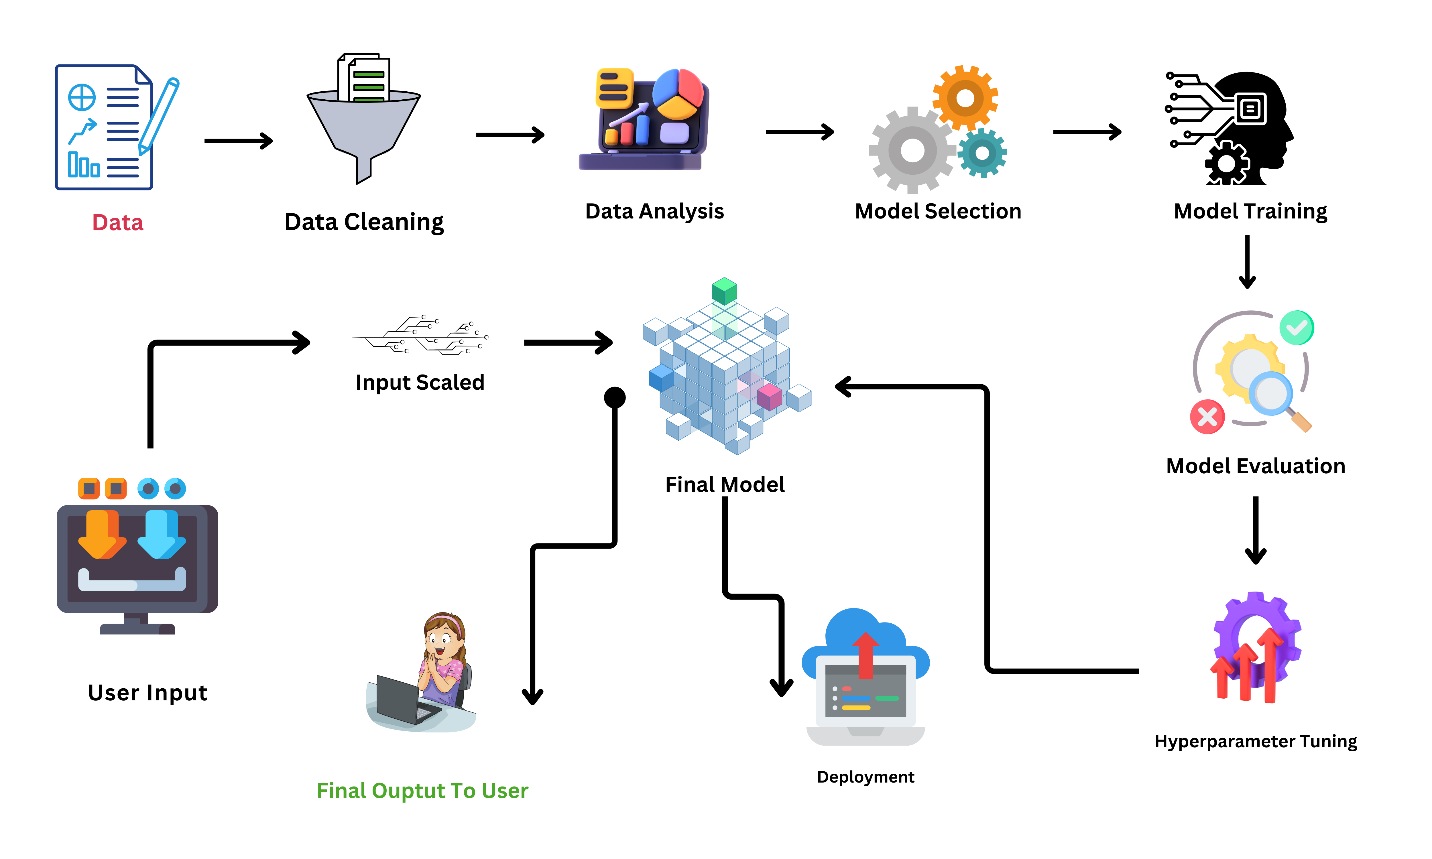 Data
Data Cleaning
Data Analysis
Model Selection
Model Training
Input Scaled
Final Model
Model Evaluation
User Input
Final Ouptut To User
Deployment
Hyperparameter Tuning